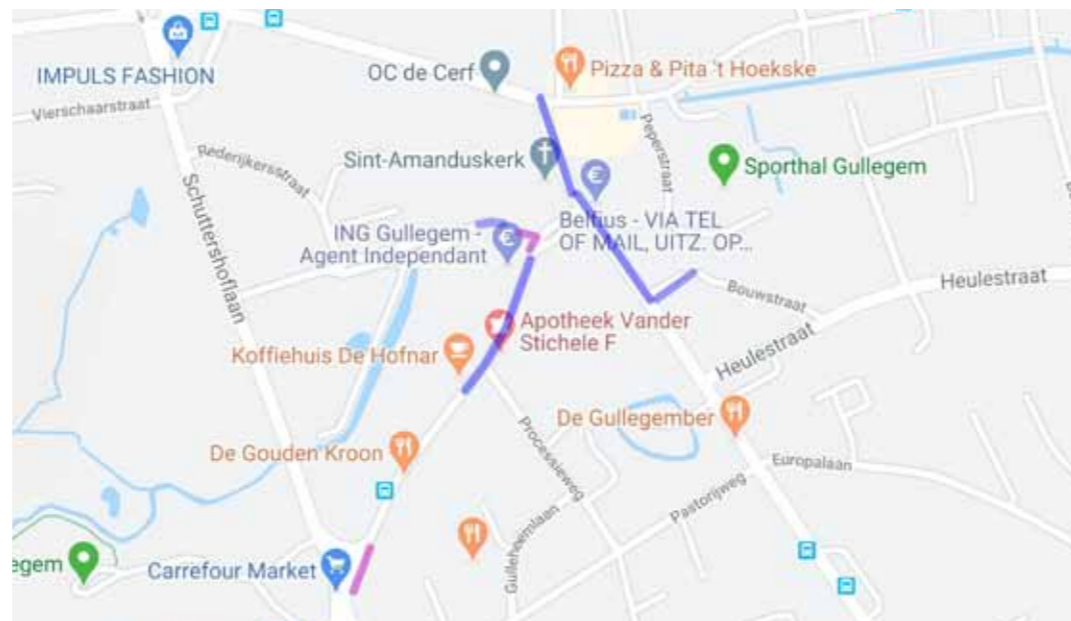 IMPULS FASHION
OC de Cerf
Pizza & Pita 't Hoekske
Vierschaarstraat
Rederijkersstraat
Sint-Amanduskerk
Peperstraat
Sporthal Gullegem
Schuttershoflaan
ING Gullegem -
Agent Independant
Belfius - VIA TEL
OF MAIL, UITZ. OP...
Bouwstraat
Heulestraat
Apotheek Vander
Stichele F
Koffiehuis De Hofnar
Heulestraat
De Gullegember
De Gouden Kroon
Processieweg
Europalaan
Pastorijweg
Gulleheemlaan
egem
Carrefour Market